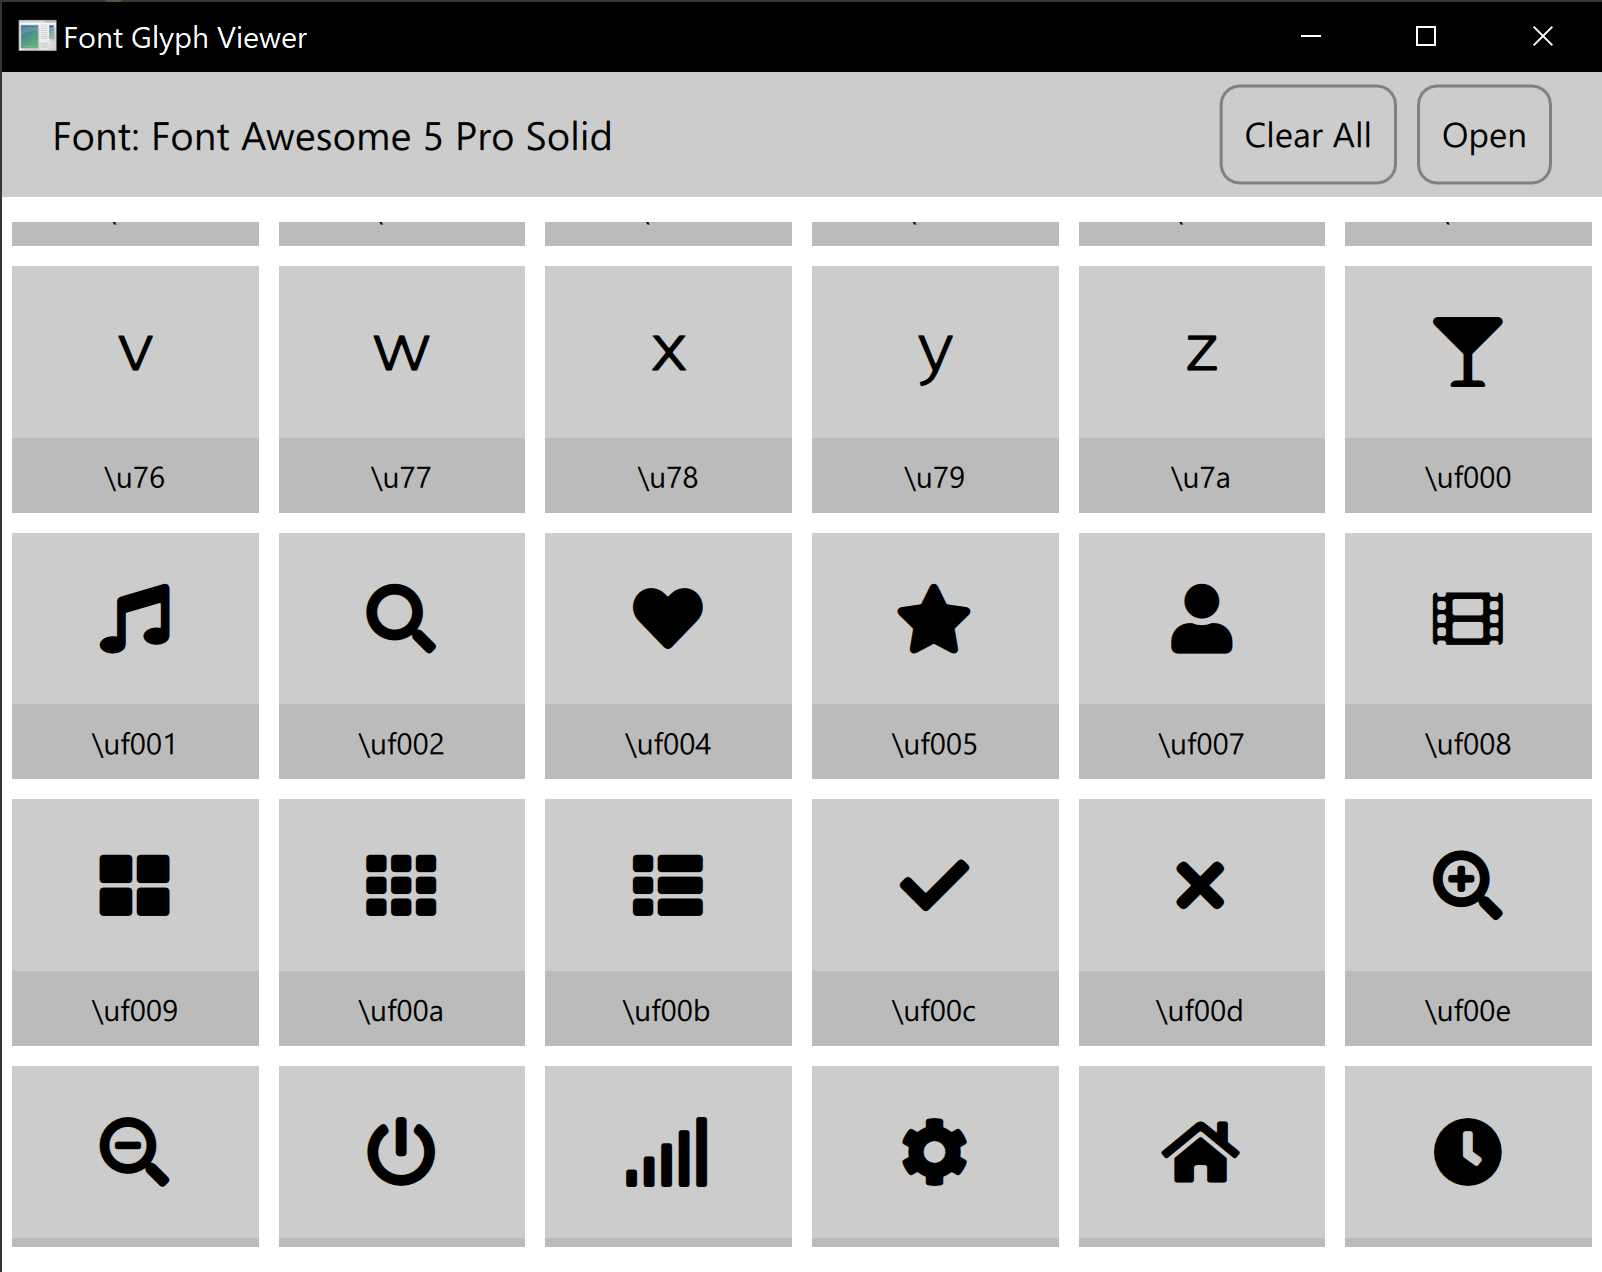 Font Glyph Viewer
Font: Font Awesome 5 Pro Solid
Clear All
Open
v
w
x
y
z
\u76
\u77
\u78
\u79
\u7a
\uf000
\uf001
\uf002
\uf004
\uf005
\uf007
\uf008
\uf009
\uf00a
\uf00b
\uf00c
\uf00d
\uf00e